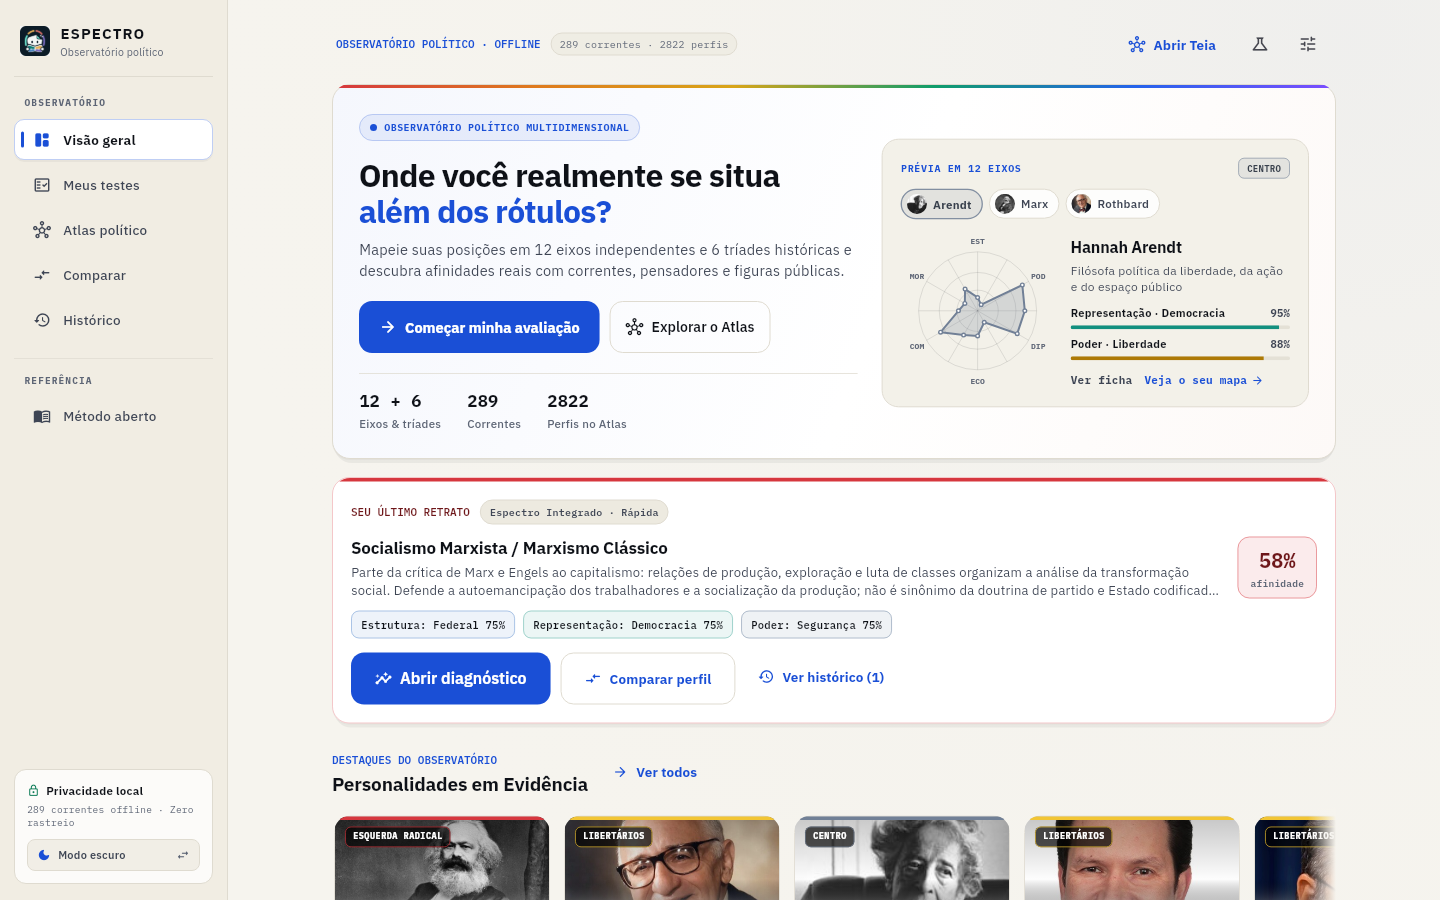 ESPECTRO
Observatório político
OBSERVATÓRIO
Visão geral
Meus testes
Atlas político
Comparar
Histórico
REFERÊNCIA
Método aberto
Privacidade local
289 correntes offline · Zero
rastreio
Modo escuro
OBSERVATÓRIO POLÍTICO · OFFLINE
289 correntes · 2822 perfis
Abrir Teia
OBSERVATÓRIO POLÍTICO MULTIDIMENSIONAL
Onde você realmente se situa
além dos rótulos?
Mapeie suas posições em 12 eixos independentes e 6 tríades históricas e
descubra afinidades reais com correntes, pensadores e figuras públicas.
Começar minha avaliação
Explorar o Atlas
12 + 6
Eixos & tríades
289
Correntes
2822
Perfis no Atlas
PRÉVIA EM 12 EIXOS
CENTRO
Arendt
Marx
Rothbard
EST
POD
DIP
ECO
COM
MOR
Hannah Arendt
Filósofa política da liberdade, da ação
e do espaço público
Representação · Democracia 95%
Poder · Liberdade 88%
Ver ficha
Veja o seu mapa
SEU ÚLTIMO RETRATO
Espectro Integrado · Rápida
Socialismo Marxista / Marxismo Clássico
Parte da crítica de Marx e Engels ao capitalismo: relações de produção, exploração e luta de classes organizam a análise da transformação
social. Defende a autoemancipação dos trabalhadores e a socialização da produção; não é sinônimo da doutrina de partido e Estado codificad…
58%
afinidade
Estrutura: Federal 75%
Representação: Democracia 75%
Poder: Segurança 75%
Abrir diagnóstico
Comparar perfil
Ver histórico (1)
DESTAQUES DO OBSERVATÓRIO
Personalidades em Evidência
Ver todos
ESQUERDA RADICAL
LIBERTÁRIOS
CENTRO
LIBERTÁRIOS
LIBERTÁRIOS